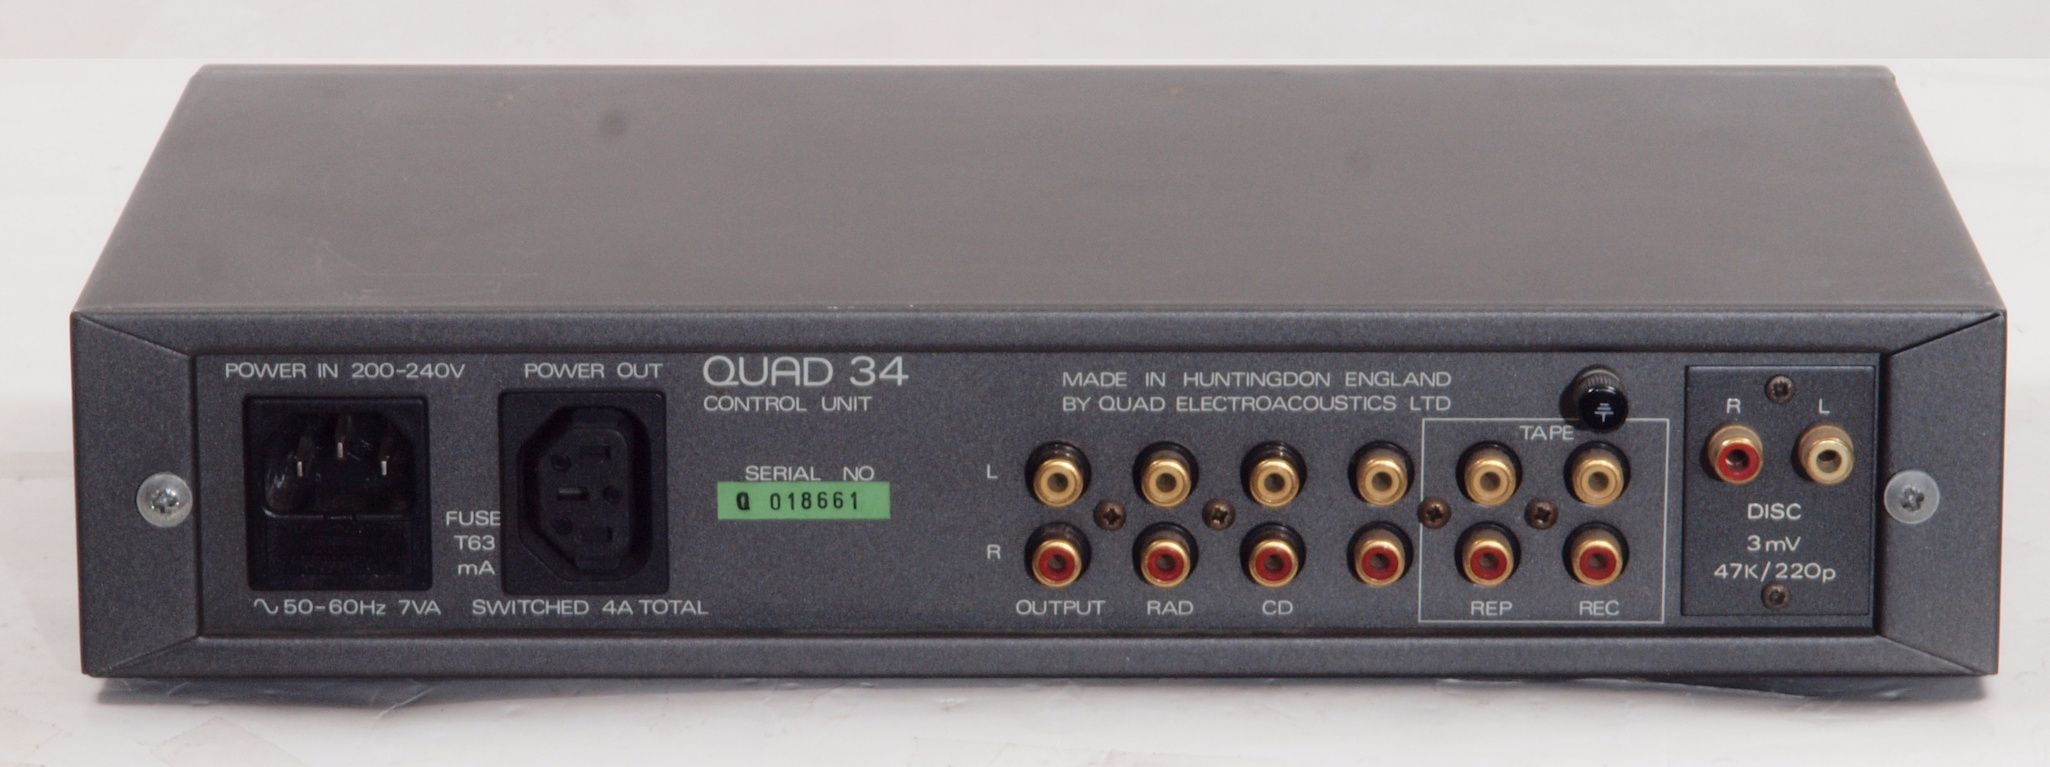 POWER IN 200-240V
POWER OUT
QUAD 34
CONTROL UNIT
MADE IN HUNTINGDON ENGLAND
BY QUAD ELECTROACOUSTICS LTD
SERIAL NO
Q 018661
FUSE
T63
mA
∿ 50-60Hz 7VA
SWITCHED 4A TOTAL
L
R
OUTPUT
RAD
CD
TAPE
REP
REC
R L
DISC
3mV
47K/220p